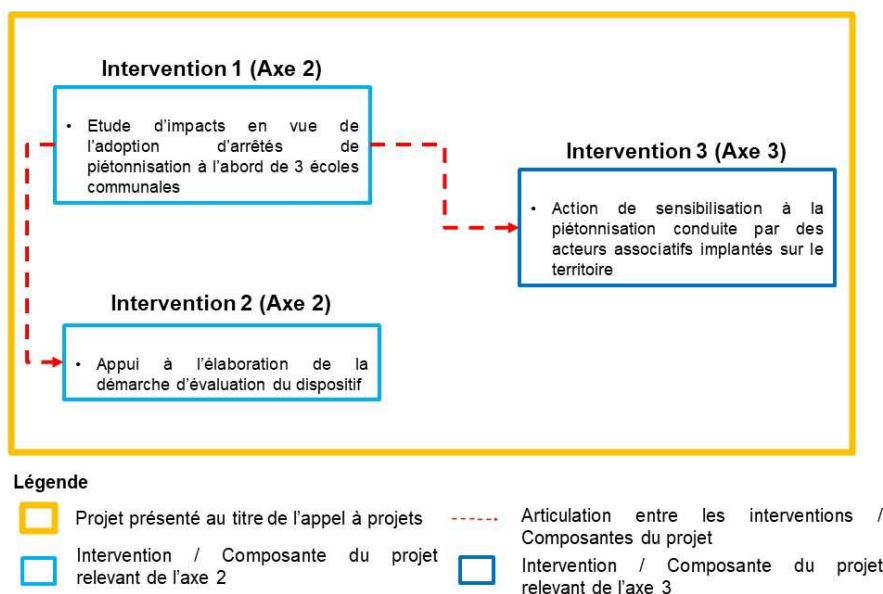 Intervention 1 (Axe 2)
• Etude d'impacts en vue de
l'adoption d'arrêtés de
piétonnisation à l'abord de 3 écoles
communales
Intervention 3 (Axe 3)
• Action de sensibilisation à la
piétonnisation conduite par des
acteurs associatifs implantés sur le
territoire
Intervention 2 (Axe 2)
• Appui à l'élaboration de la
démarche d'évaluation du dispositif
Légende
Projet présenté au titre de l'appel à projets
Articulation entre les interventions /
Composantes du projet
Intervention / Composante du projet
relevant de l'axe 2
Intervention / Composante du projet
relevant de l'axe 3